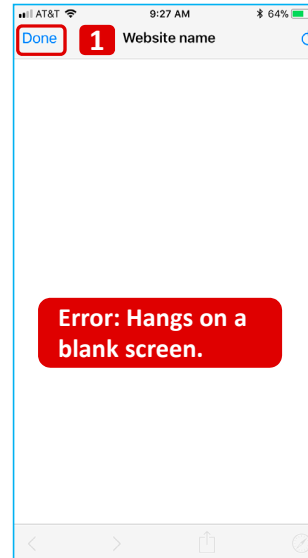 AT&T 9:27 AM 64%
Done 1 Website name
Error: Hangs on a
blank screen.